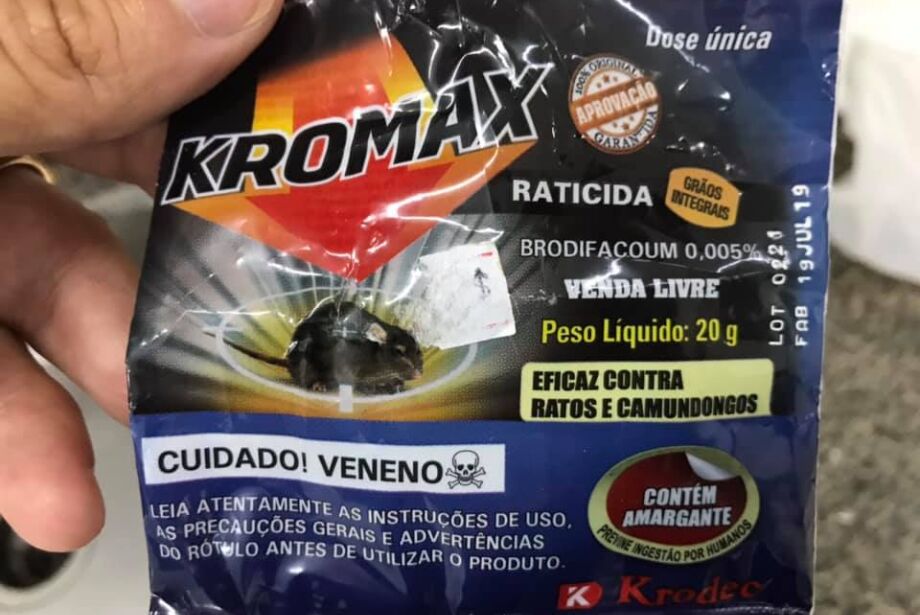 Dose única
100% ORIGINAL
APROVAÇÃO
GARANTIDA
KROMAX
RATICIDA
GRÃOS
INTEGRAIS
BRODIFACOUM 0,005%
VENDA LIVRE
Peso Líquido: 20 g
LOT 0221
FAB 19JUL19
EFICAZ CONTRA
RATOS E CAMUNDONGOS
CUIDADO! VENENO
LEIA ATENTAMENTE AS INSTRUÇÕES DE USO,
AS PRECAUÇÕES GERAIS E ADVERTÊNCIAS
DO RÓTULO ANTES DE UTILIZAR O PRODUTO.
CONTÉM
AMARGANTE
PREVINE INGESTÃO POR HUMANOS
K Krodec